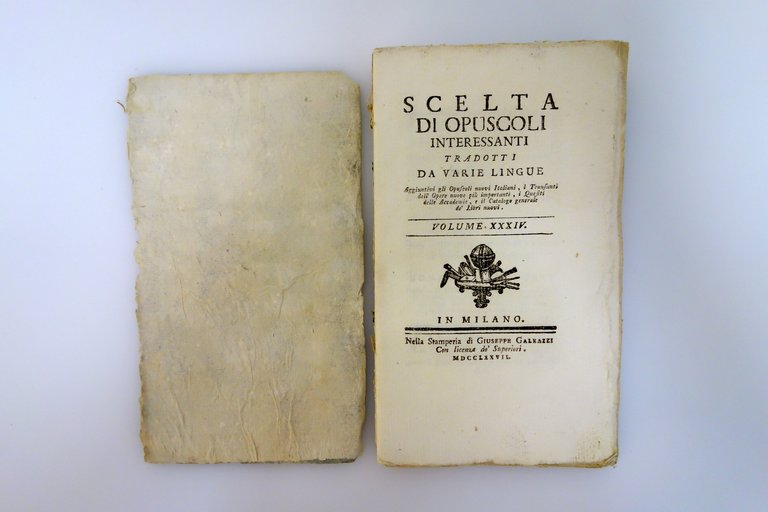 SCELTA
DI OPUSCOLI
INTERESSANTI
TRADOTTI
DA VARIE LINGUE
Aggiuntivi gli Opuscoli nuovi Italiani, i Transunti
dell' Opere nuove più importanti, i Quesiti
delle Accademie, e il Catalogo generale
de' Libri nuovi.
VOLUME XXXIV.
IN MILANO.
Nella Stamperia di GIUSEPPE GALEAZZI
Con licenza de' Superiori.
MDCCLXXVII.